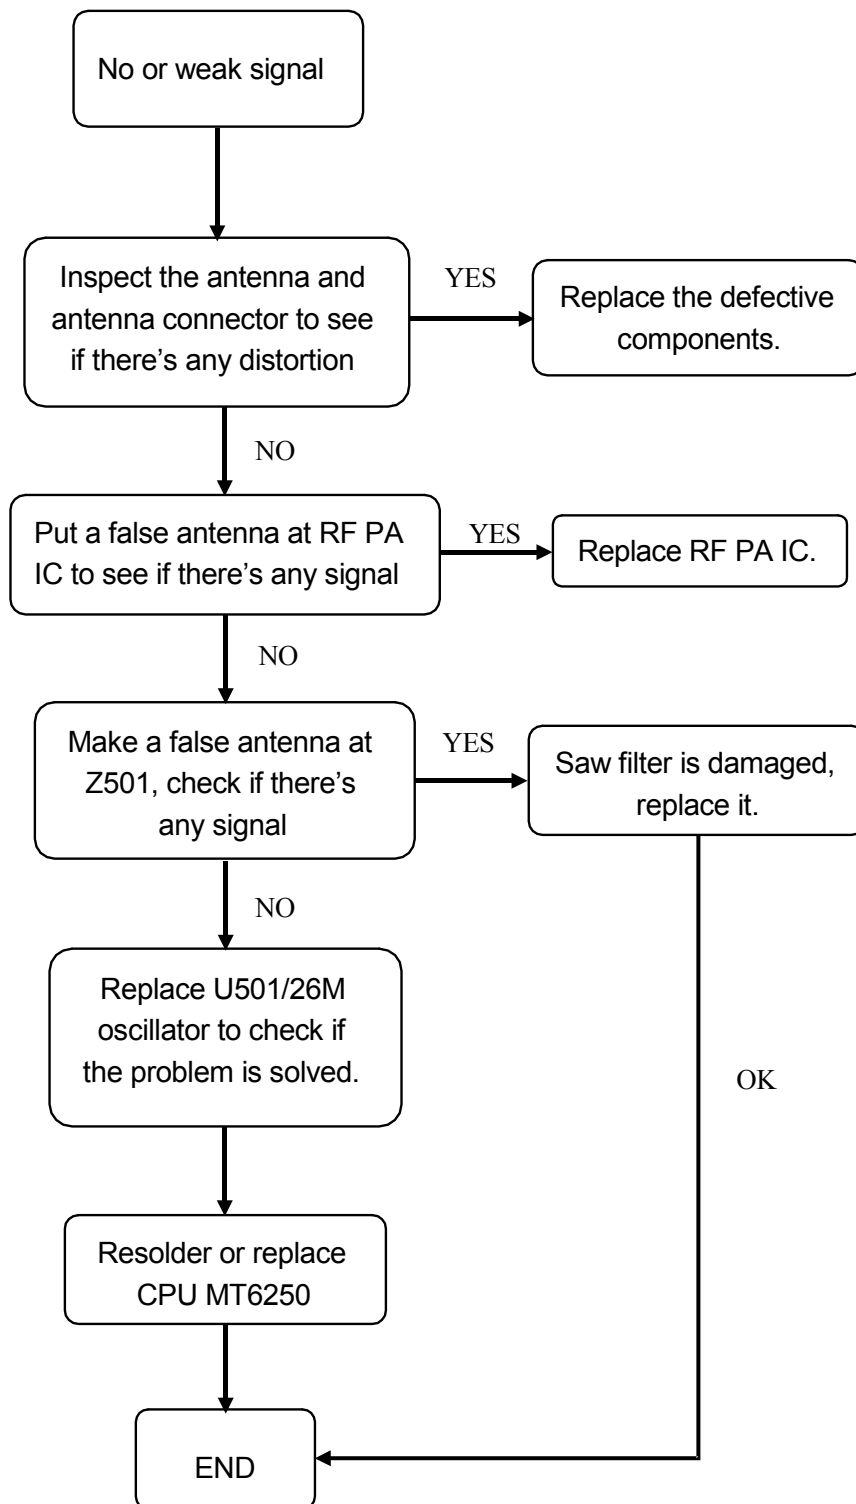 No or weak signal
Inspect the antenna and
antenna connector to see
if there’s any distortion
YES
Replace the defective
components.
NO
Put a false antenna at RF PA
IC to see if there’s any signal
YES
Replace RF PA IC.
NO
Make a false antenna at
Z501, check if there’s
any signal
YES
Saw filter is damaged,
replace it.
NO
Replace U501/26M
oscillator to check if
the problem is solved.
OK
Resolder or replace
CPU MT6250
END